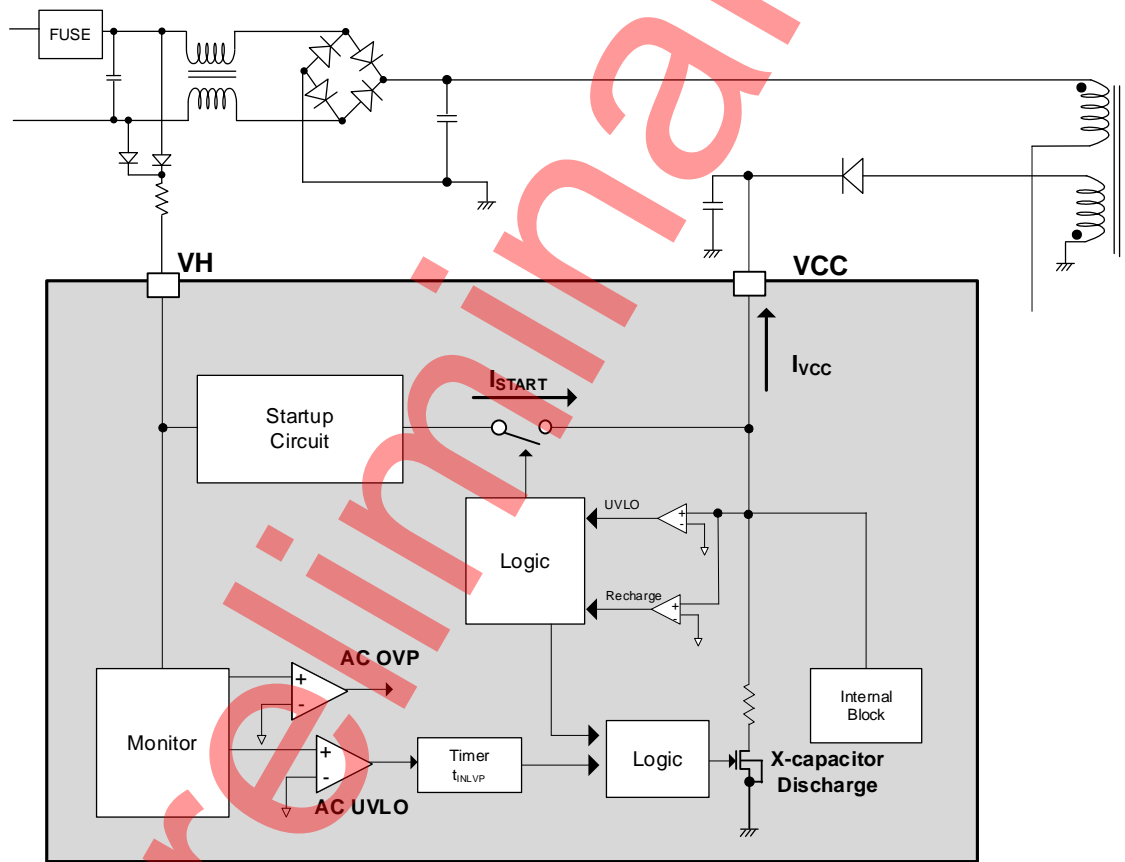 FUSE
VH
VCC
IVCC
ISTART
Startup
Circuit
UVLO
Logic
Recharge
AC OVP
Monitor
+
-
+
-
+
-
+
-
Timer
tINLVP
AC UVLO
Logic
Internal
Block
X-capacitor
Discharge
relimina